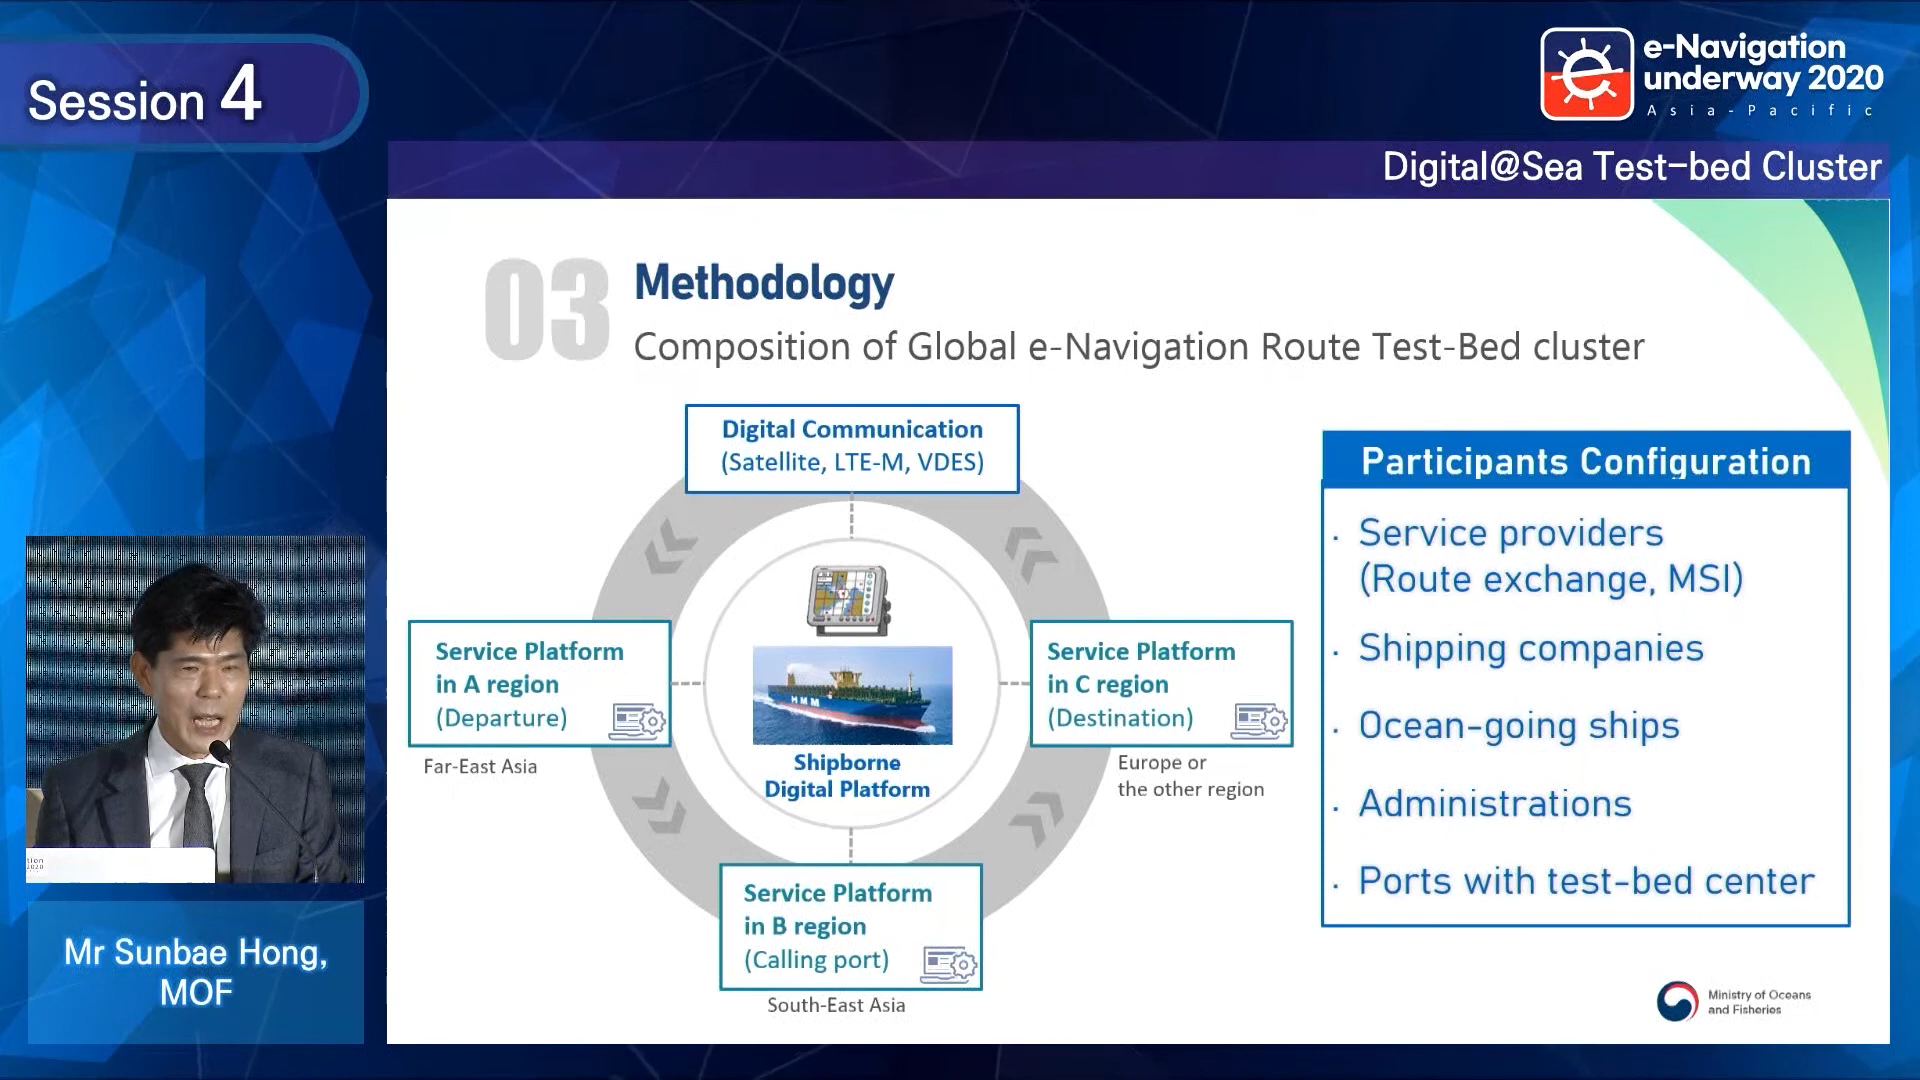 Session 4
e-Navigation
underway 2020
Asia-Pacific
Digital@Sea Test-bed Cluster
03
Methodology
Composition of Global e-Navigation Route Test-Bed cluster
Digital Communication
(Satellite, LTE-M, VDES)
Service Platform
in A region
(Departure)
Far-East Asia
HMM
Shipborne
Digital Platform
Service Platform
in C region
(Destination)
Europe or
the other region
Service Platform
in B region
(Calling port)
South-East Asia
Participants Configuration
· Service providers
(Route exchange, MSI)
· Shipping companies
· Ocean-going ships
· Administrations
· Ports with test-bed center
Ministry of Oceans
and Fisheries
Mr Sunbae Hong,
MOF